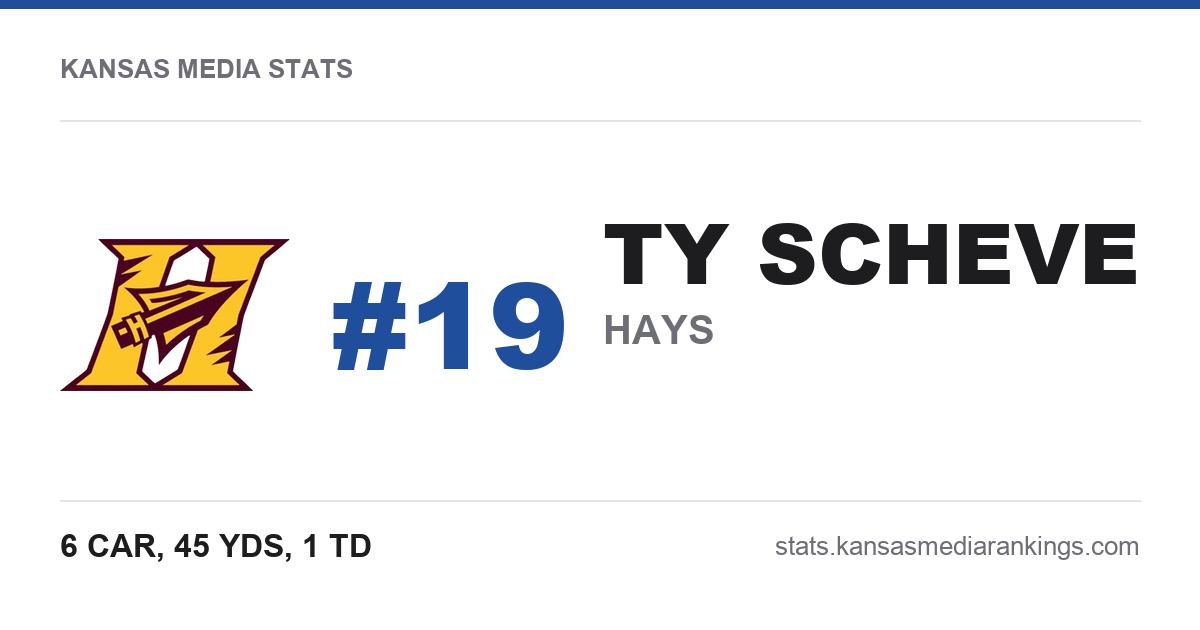 KANSAS MEDIA STATS
H
#19
TY SCHEVE
HAYS
6 CAR, 45 YDS, 1 TD
stats.kansasmediarankings.com